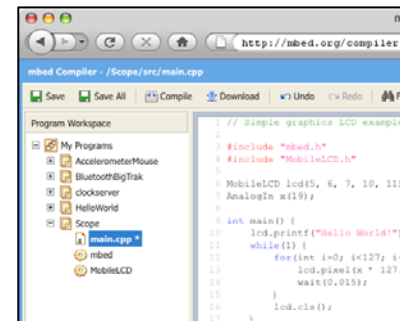 m
http://mbed.org/compiler
mbed Compiler - /Scope/src/main.cpp
Save Save All Compile Download Undo Redo F
Program Workspace
My Programs
AccelerometerMouse
BluetoothBigTrak
clockserver
HelloWorld
Scope
main.cpp *
mbed
MobileLCD
1 // Simple graphics LCD example
2
3 #include "mbed.h"
4 #include "MobileLCD.h"
5
6 MobileLCD lcd(5, 6, 7, 10, 11)
7 AnalogIn x(19);
8
9 int main() {
10 lcd.printf("Hello World!")
11 while(1) {
12 for(int i=0; i<127; i
13 lcd.pixel(x * 127
14 wait(0.015);
15 }
16 lcd.cls();
17 }